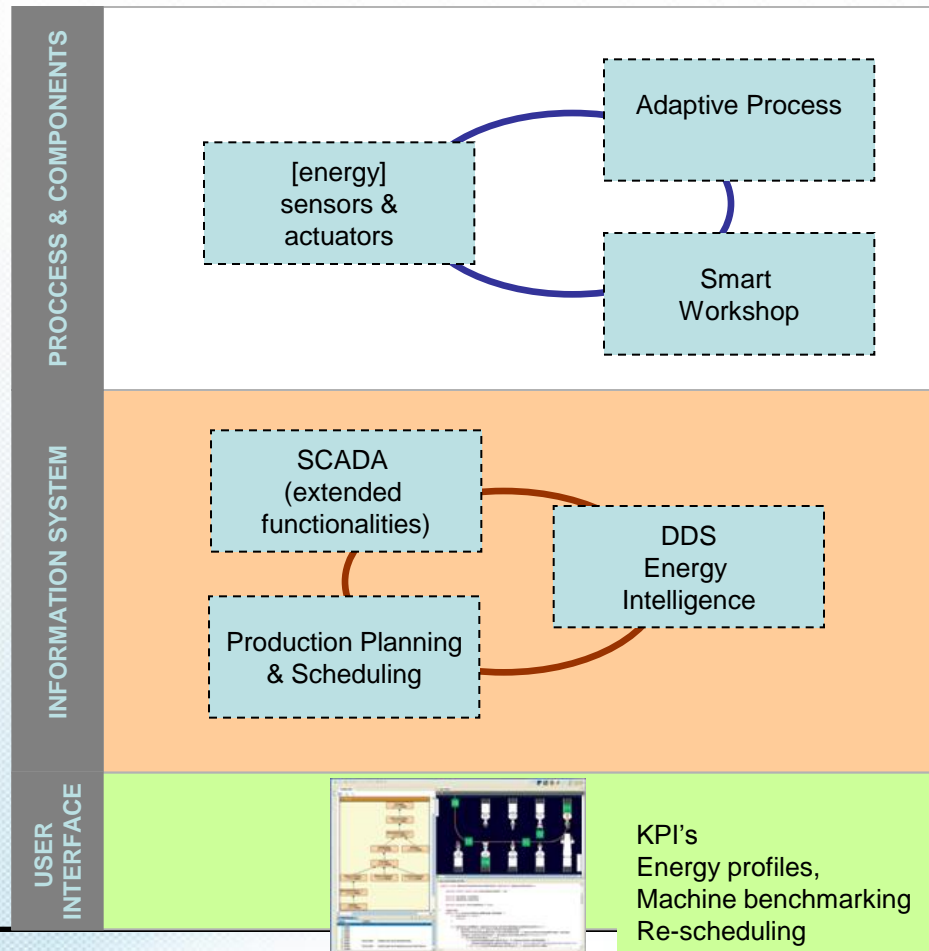 PROCCESS & COMPONENTS
Adaptive Process
[energy]
sensors &
actuators
Smart
Workshop
INFORMATION SYSTEM
SCADA
(extended
functionalities)
DDS
Energy
Intelligence
Production Planning
& Scheduling
USER
INTERFACE
KPI's
Energy profiles,
Machine benchmarking
Re-scheduling